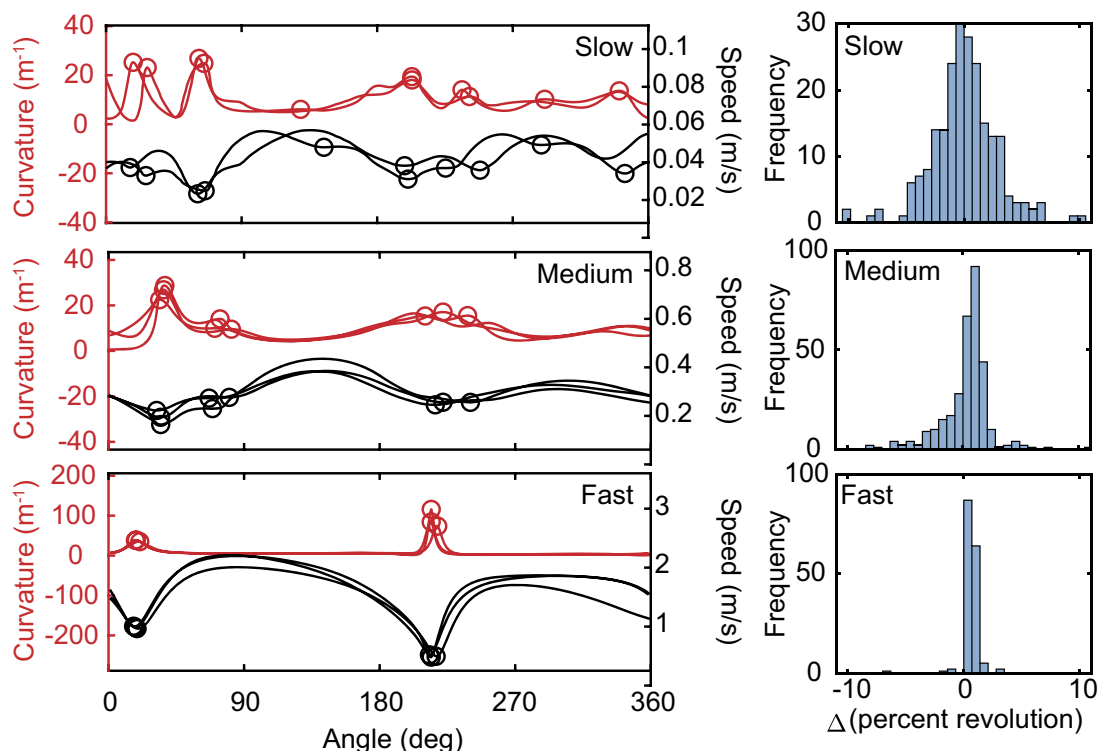 40
20
0
-20
-40
Curvature (m⁻¹)
Slow
0.1
0.08
0.06
0.04
0.02
Speed (m/s)
30
20
10
0
Frequency
Slow
40
20
0
-20
-40
Curvature (m⁻¹)
Medium
0.8
0.6
0.4
0.2
Speed (m/s)
100
50
0
Frequency
Medium
200
100
0
-100
-200
Curvature (m⁻¹)
Fast
3
2
1
Speed (m/s)
100
50
0
Frequency
Fast
0 90 180 270 360
Angle (deg)
-10 0 10
Δ (percent revolution)